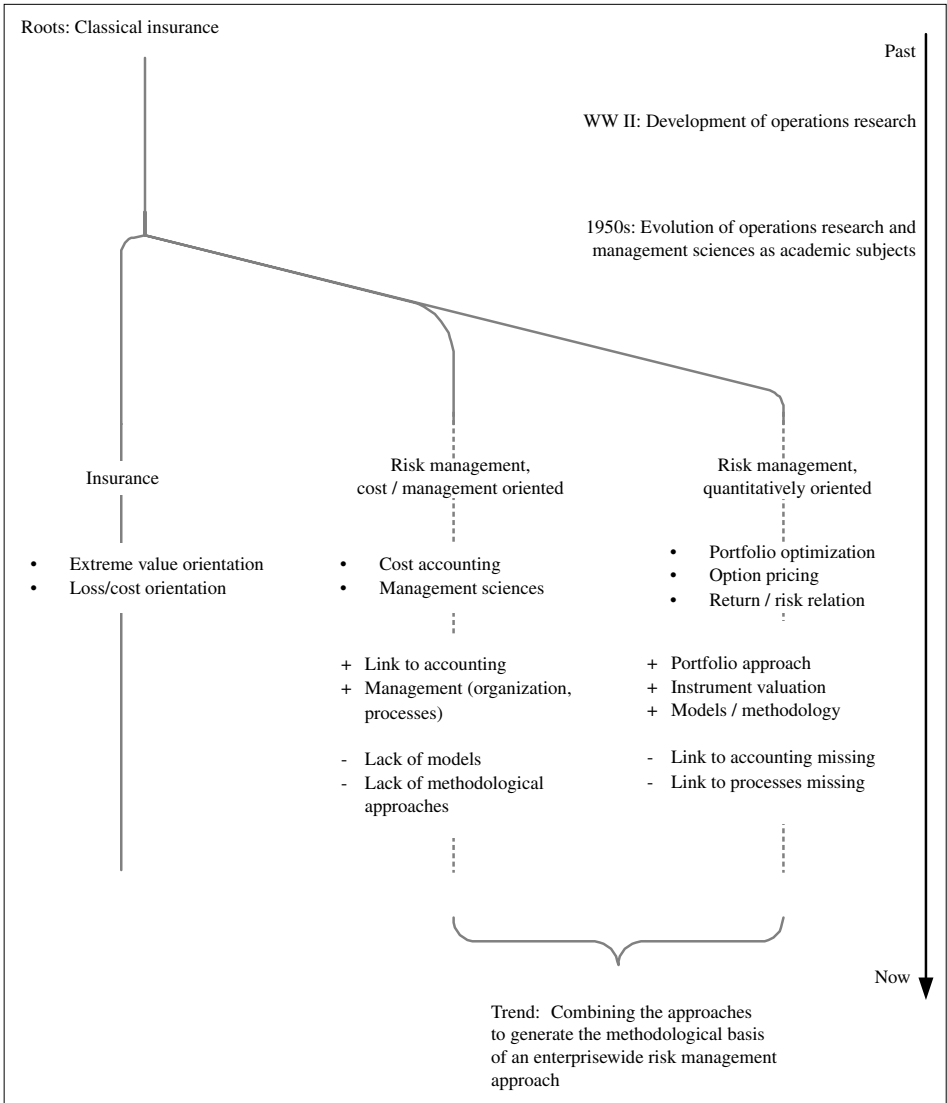 Roots: Classical insurance
Past
WW II: Development of operations research
1950s: Evolution of operations research and
management sciences as academic subjects
Insurance
• Extreme value orientation
• Loss/cost orientation
Risk management,
cost / management oriented
• Cost accounting
• Management sciences
+ Link to accounting
+ Management (organization,
processes)
- Lack of models
- Lack of methodological
approaches
Risk management,
quantitatively oriented
• Portfolio optimization
• Option pricing
• Return / risk relation
+ Portfolio approach
+ Instrument valuation
+ Models / methodology
- Link to accounting missing
- Link to processes missing
Now
Trend: Combining the approaches
to generate the methodological basis
of an enterprisewide risk management
approach